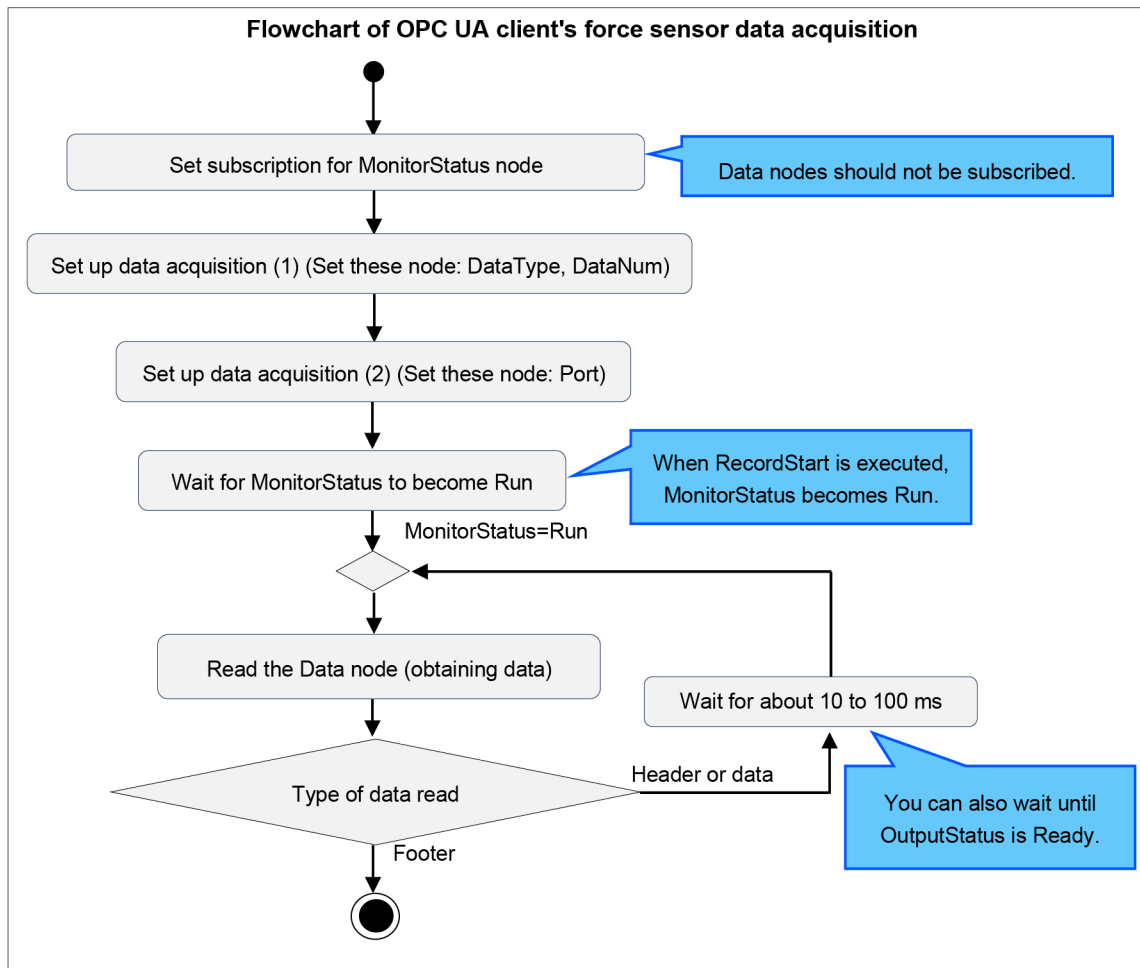 Flowchart of OPC UA client's force sensor data acquisition
Set subscription for MonitorStatus node
Data nodes should not be subscribed.
Set up data acquisition (1) (Set these node: DataType, DataNum)
Set up data acquisition (2) (Set these node: Port)
Wait for MonitorStatus to become Run
When RecordStart is executed,
MonitorStatus becomes Run.
MonitorStatus=Run
Read the Data node (obtaining data)
Wait for about 10 to 100 ms
Type of data read
Header or data
You can also wait until
OutputStatus is Ready.
Footer